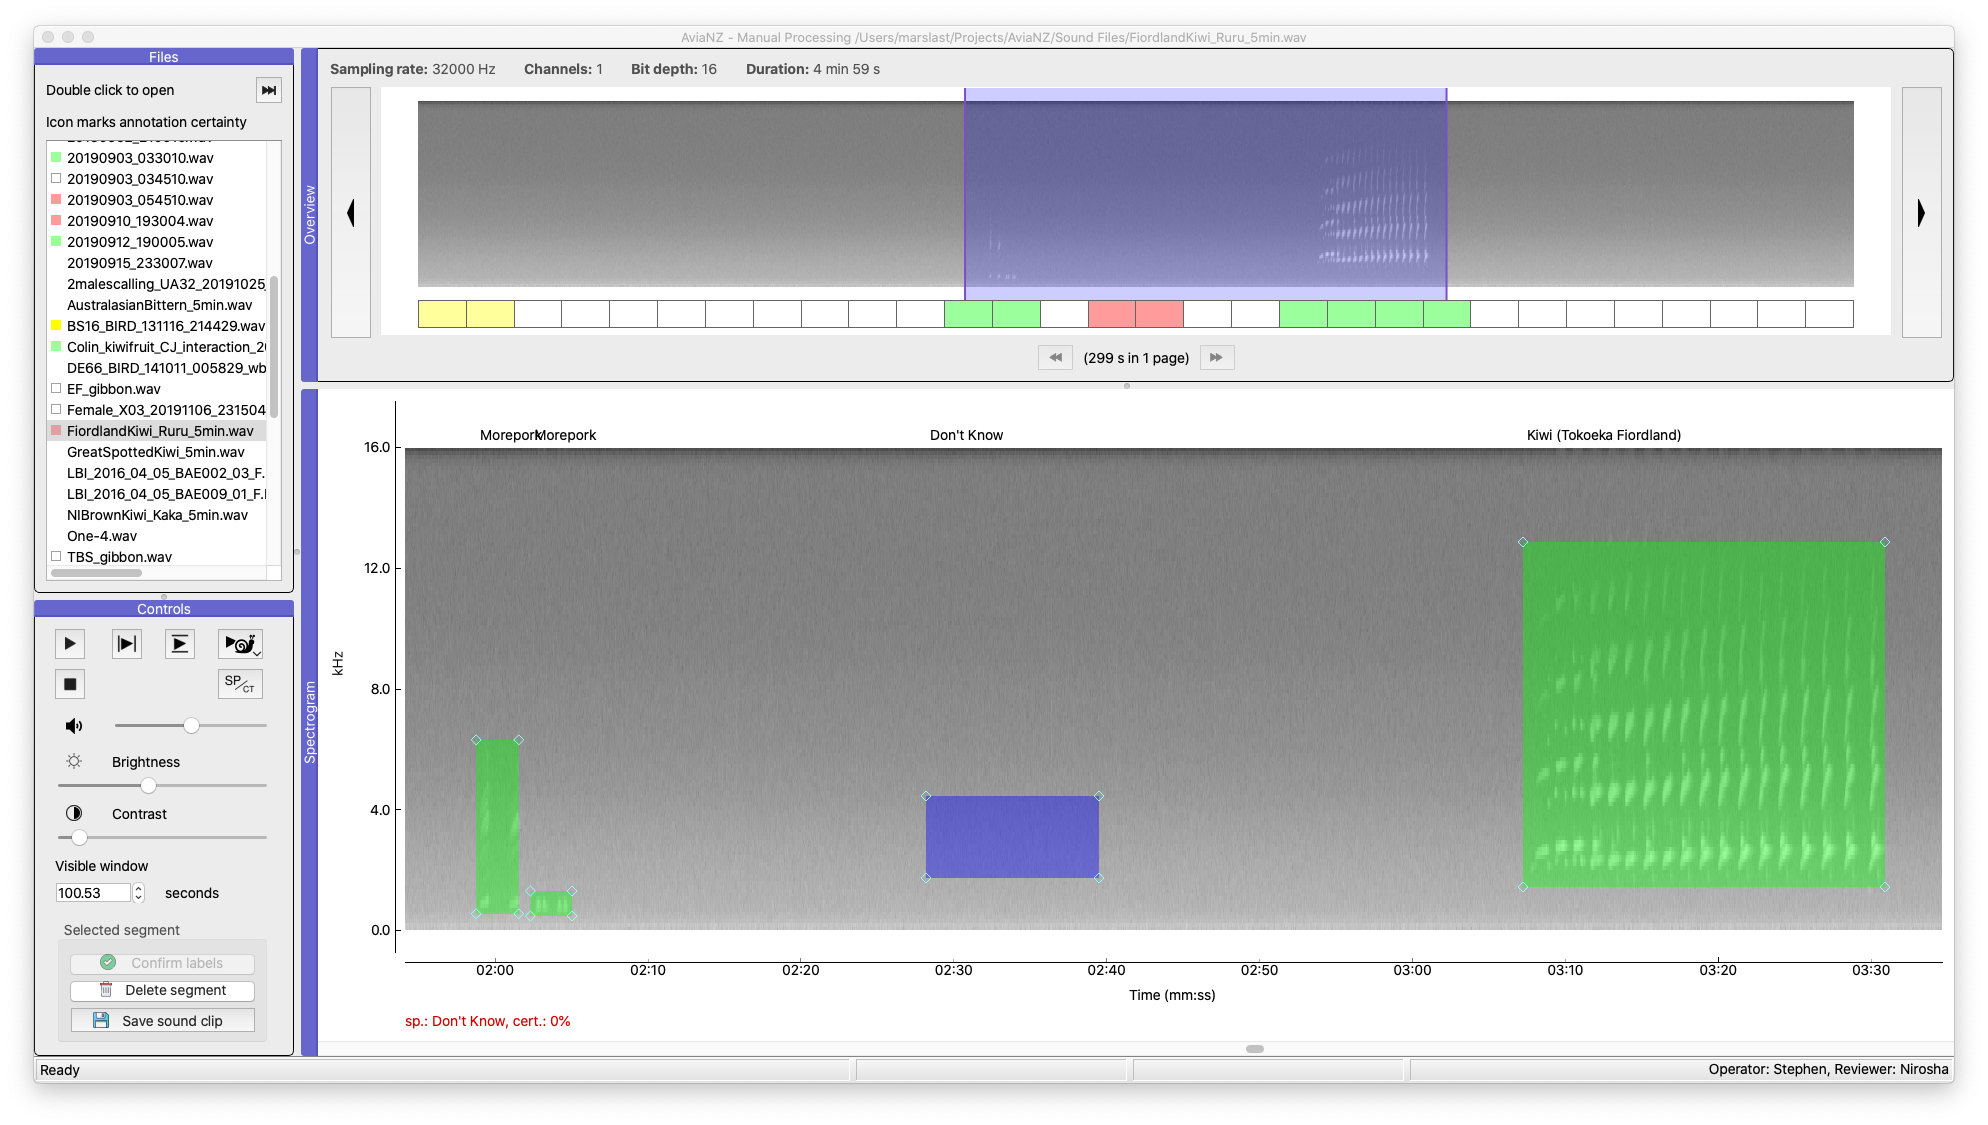 AviaNZ - Manual Processing /Users/marslast/Projects/AviaNZ/Sound Files/FiordlandKiwi_Ruru_5min.wav
Files
Double click to open
Icon marks annotation certainty
20190903_033010.wav
20190903_034510.wav
20190903_054510.wav
20190910_193004.wav
20190912_190005.wav
20190915_233007.wav
2malescalling_UA32_20191025_
AustralasianBittern_5min.wav
BS16_BIRD_131116_214429.wav
Colin_kiwifruit_CJ_interaction_2
DE66_BIRD_141011_005829_wb
EF_gibbon.wav
Female_X03_20191106_231504
FiordlandKiwi_Ruru_5min.wav
GreatSpottedKiwi_5min.wav
LBI_2016_04_05_BAE002_03_F.
LBI_2016_04_05_BAE009_01_F.
NIBrownKiwi_Kaka_5min.wav
One-4.wav
TBS_gibbon.wav
Controls
SP/CT
Brightness
Contrast
Visible window
100.53 seconds
Selected segment
Confirm labels
Delete segment
Save sound clip
Overview
Sampling rate: 32000 Hz Channels: 1 Bit depth: 16 Duration: 4 min 59 s
(299 s in 1 page)
Spectrogram
Morepork Morepork Don't Know Kiwi (Tokoeka Fiordland)
kHz
16.0
12.0
8.0
4.0
0.0
02:00 02:10 02:20 02:30 02:40 02:50 03:00 03:10 03:20 03:30
Time (mm:ss)
sp.: Don't Know, cert.: 0%
Ready
Operator: Stephen, Reviewer: Nirosha